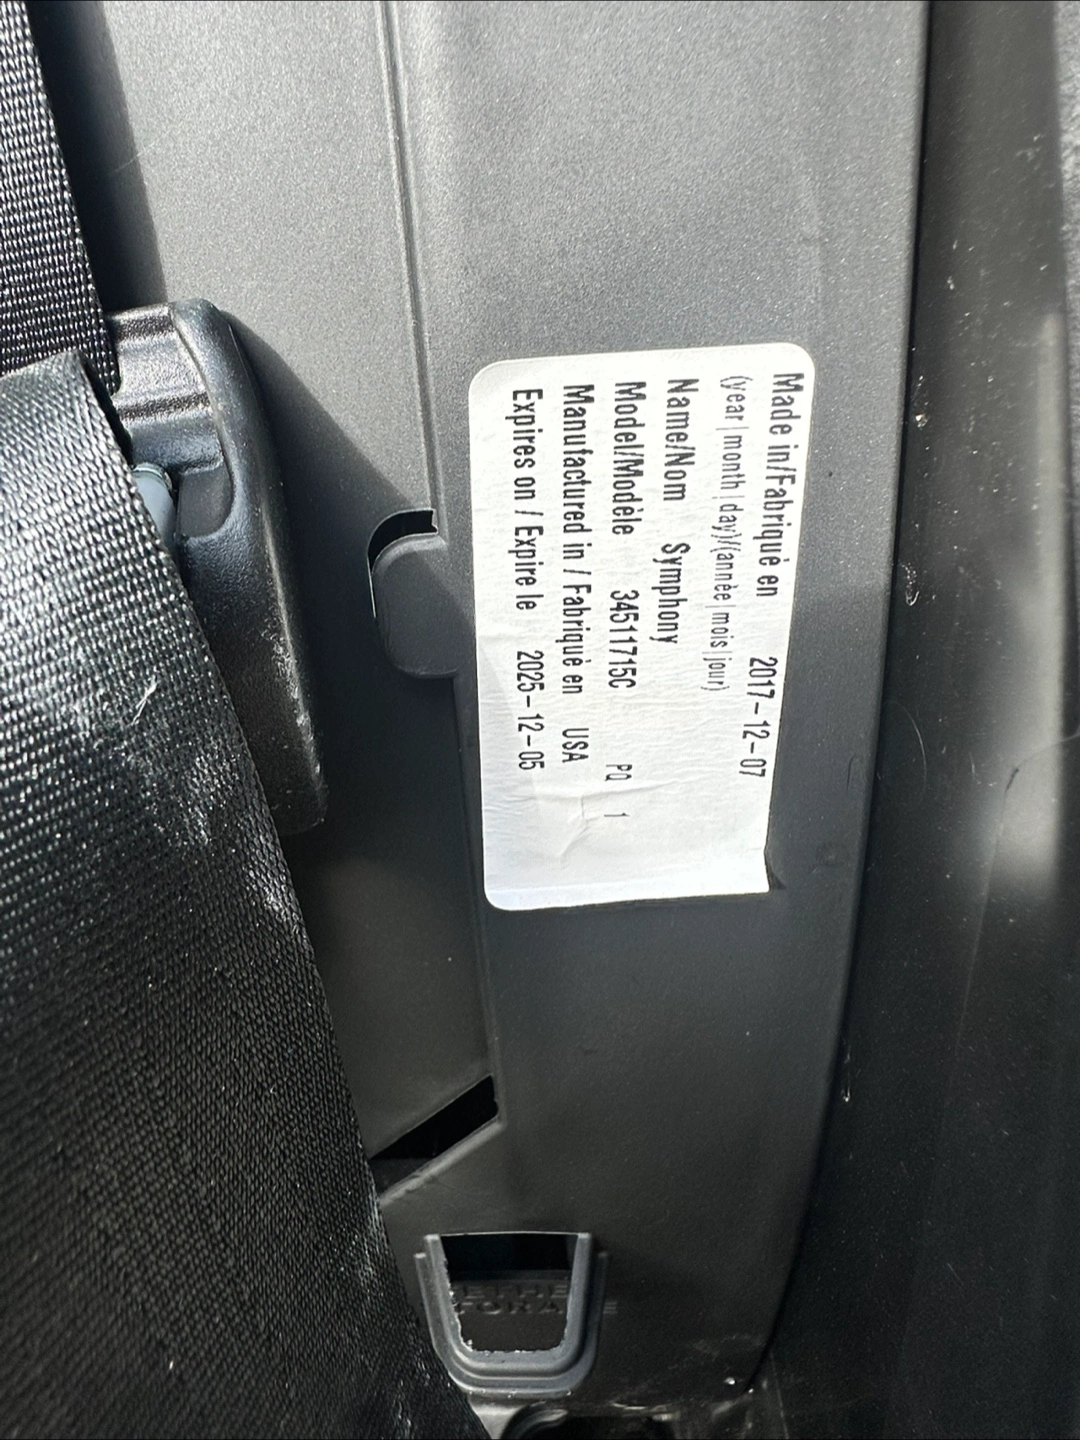 Made in/Fabriqué en 2017-12-07
(year | month | day)/(année | mois | jour)
Name/Nom Symphony
Model/Modèle 34511715C PQ 1
Manufactured in / Fabriqué en USA
Expires on / Expire le 2025-12-05